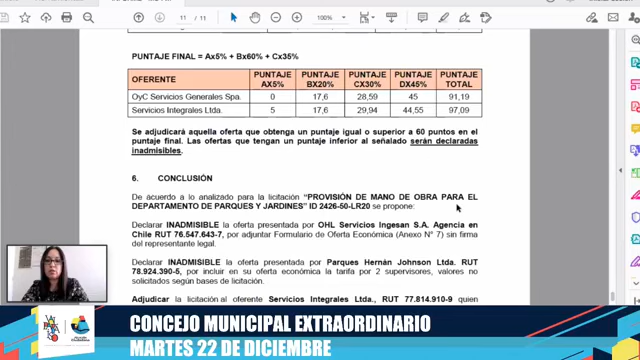 11 / 11
100%
PUNTAJE FINAL = Ax5% + Bx60% + Cx35%
OFERENTE PUNTAJE AX5% PUNTAJE BX20% PUNTAJE CX30% PUNTAJE DX45% PUNTAJE TOTAL
OyC Servicios Generales Spa. 0 17,6 28,59 45 91,19
Servicios Integrales Ltda. 5 17,6 29,94 44,55 97,09
Se adjudicará aquella oferta que obtenga un puntaje igual o superior a 60 puntos en el
puntaje final. Las ofertas que tengan un puntaje inferior al señalado serán declaradas
inadmisibles.
6. CONCLUSIÓN
De acuerdo a lo analizado para la licitación "PROVISIÓN DE MANO DE OBRA PARA EL
DEPARTAMENTO DE PARQUES Y JARDINES" ID 2426-50-LR20 se propone:
Declarar INADMISIBLE la oferta presentada por OHL Servicios Ingesan S.A. Agencia en
Chile RUT 76.547.643-7, por adjuntar Formulario de Oferta Económica (Anexo N° 7) sin firma
del representante legal.
Declarar INADMISIBLE la oferta presentada por Parques Hernán Johnson Ltda. RUT
78.924.390-5, por incluir en su oferta económica la tarifa por 2 supervisores, valores no
solicitados según bases de licitación.
Adjudicar la licitación al oferente Servicios Integrales Ltda., RUT 77.814.910-9 quien
CONCEJO MUNICIPAL EXTRAORDINARIO
MARTES 22 DE DICIEMBRE